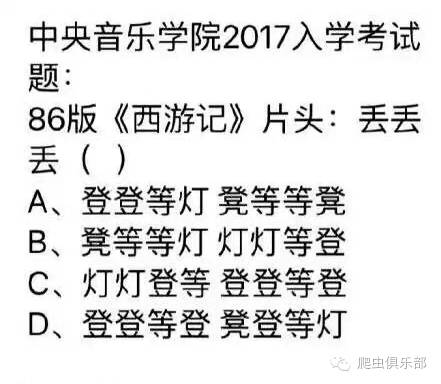 中央音乐学院2017入学考试
题：
86版《西游记》片头：丢丢
丢（ ）
A、登登等灯 凳等等凳
B、凳等等灯 灯灯等登
C、灯灯登等 登登等登
D、登登等登 凳登等灯
爬虫俱乐部